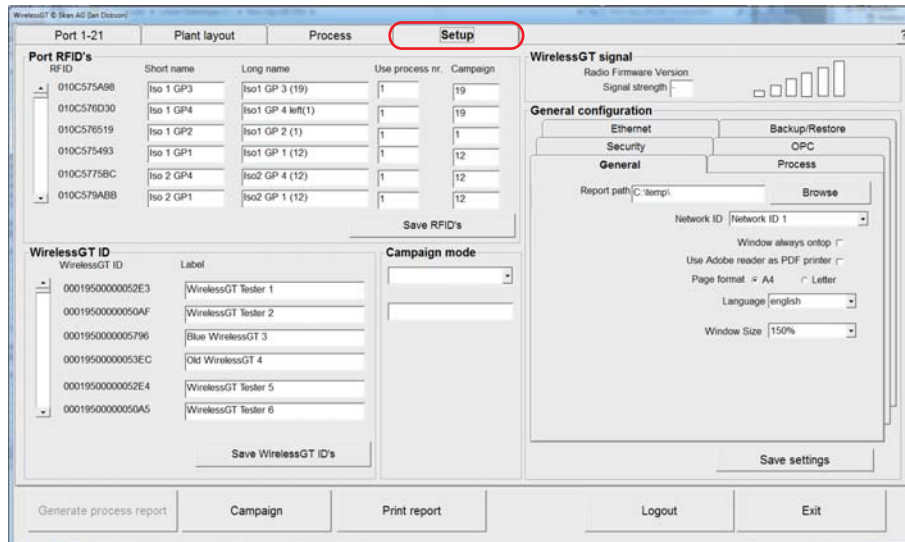 WirelessGT © Skan AG (Ian Dobson)
Port 1-21 Plant layout Process Setup ?
Port RFID's
RFID Short name Long name Use process nr. Campaign
010C575A98 Iso 1 GP3 Iso1 GP 3 (19) 1 19
010C576D30 Iso 1 GP4 Iso1 GP 4 left(1) 1 19
010C576519 Iso 1 GP2 Iso1 GP 2 (1) 1 1
010C575493 Iso 1 GP1 Iso1 GP 1 (12) 1 12
010C5775BC Iso 2 GP4 Iso2 GP 4 (12) 1 12
010C579ABB Iso 2 GP1 Iso2 GP 1 (12) 1 12
Save RFID's
WirelessGT ID
WirelessGT ID Label
00019500000052E3 WirelessGT Tester 1
00019500000050AF WirelessGT Tester 2
0001950000005796 Blue WirelessGT 3
00019500000053EC Old WirelessGT 4
00019500000052E4 WirelessGT Tester 5
00019500000050A5 WirelessGT Tester 6
Save WirelessGT ID's
Campaign mode
WirelessGT signal
Radio Firmware Version
Signal strength -
General configuration
Ethernet Backup/Restore
Security OPC
General Process
Report path C:\temp\ Browse
Network ID Network ID 1
Window always ontop
Use Adobe reader as PDF printer
Page format A4 Letter
Language english
Window Size 150%
Save settings
Generate process report Campaign Print report Logout Exit